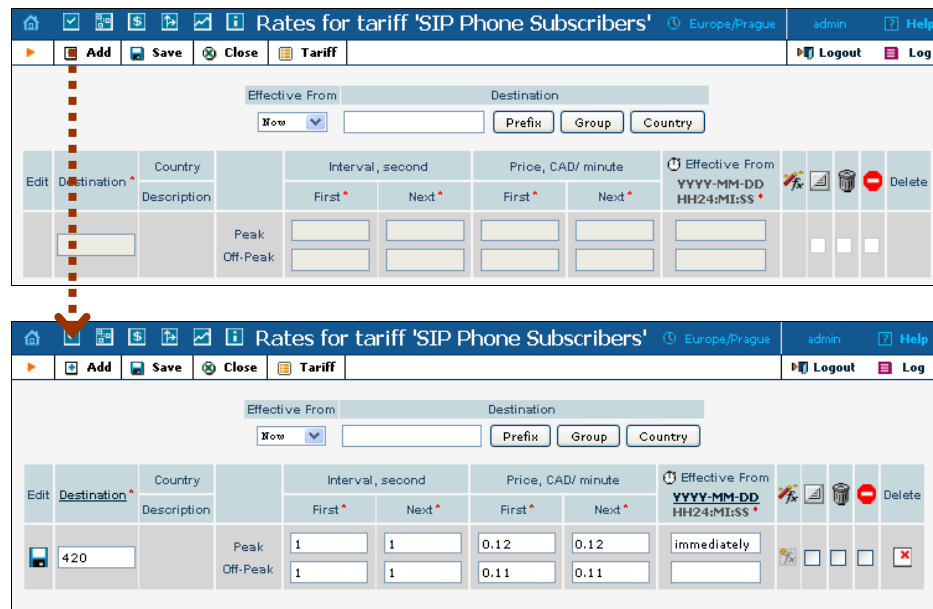 Rates for tariff 'SIP Phone Subscribers' Europe/Prague admin ? Help
Add Save Close Tariff Logout Log
Effective From Destination
Now Prefix Group Country
Edit Destination * Country Interval, second Price, CAD/ minute Effective From YYYY-MM-DD HH24:MI:SS * fx Delete
Description First * Next * First * Next *
Peak
Off-Peak
Rates for tariff 'SIP Phone Subscribers' Europe/Prague admin ? Help
Add Save Close Tariff Logout Log
Effective From Destination
Now Prefix Group Country
Edit Destination * Country Interval, second Price, CAD/ minute Effective From YYYY-MM-DD HH24:MI:SS * fx Delete
Description First * Next * First * Next *
420 Peak 1 1 0.12 0.12 immediately fx
Off-Peak 1 1 0.11 0.11